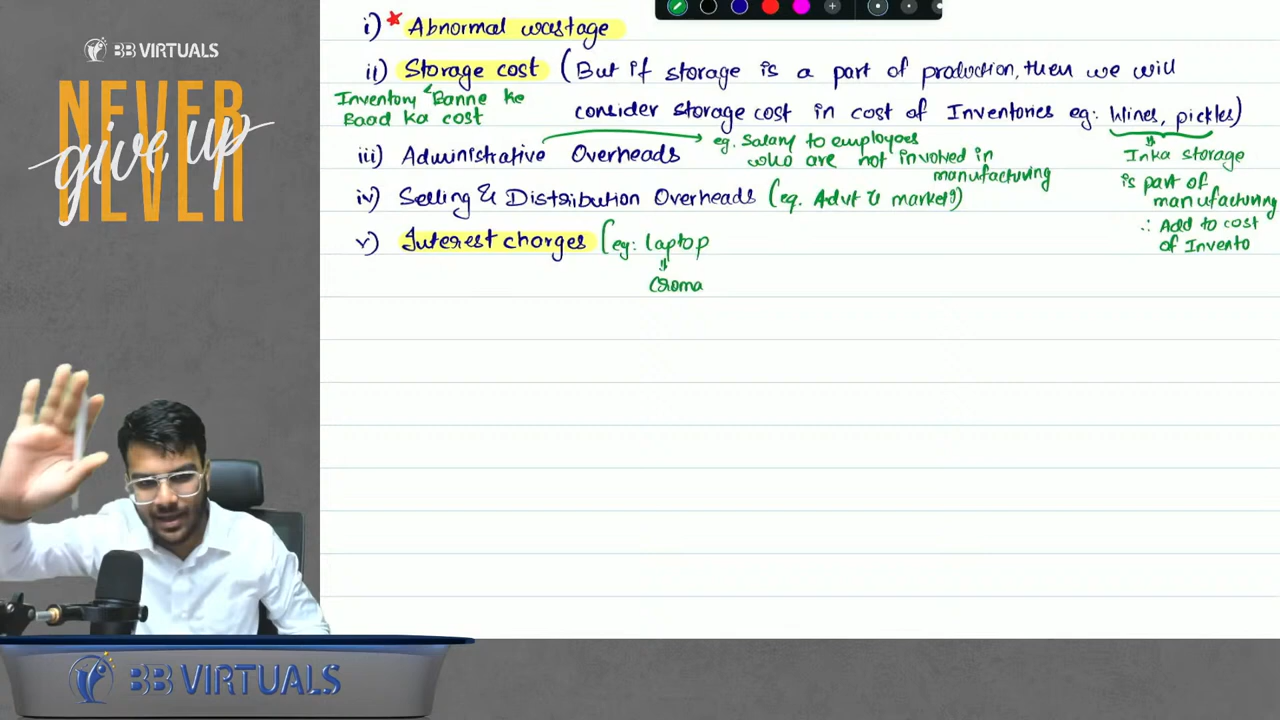 BB VIRTUALS
NEVER
give up
NEVER
i) * Abnormal wastage
ii) Storage cost (But if storage is a part of production, then we will
consider storage cost in cost of Inventories eg: Wines, pickles)
Inventory Banne ke
Baad ka cost
Inka storage
is part of
manufacturing
∴ Add to cost
of Invento
iii) Administrative Overheads
eg. Salary to employees
who are not involved in
manufacturing
iv) Selling & Distribution Overheads (eg. Advt & marketg)
v) Interest charges (eg: laptop
Croma
BB VIRTUALS